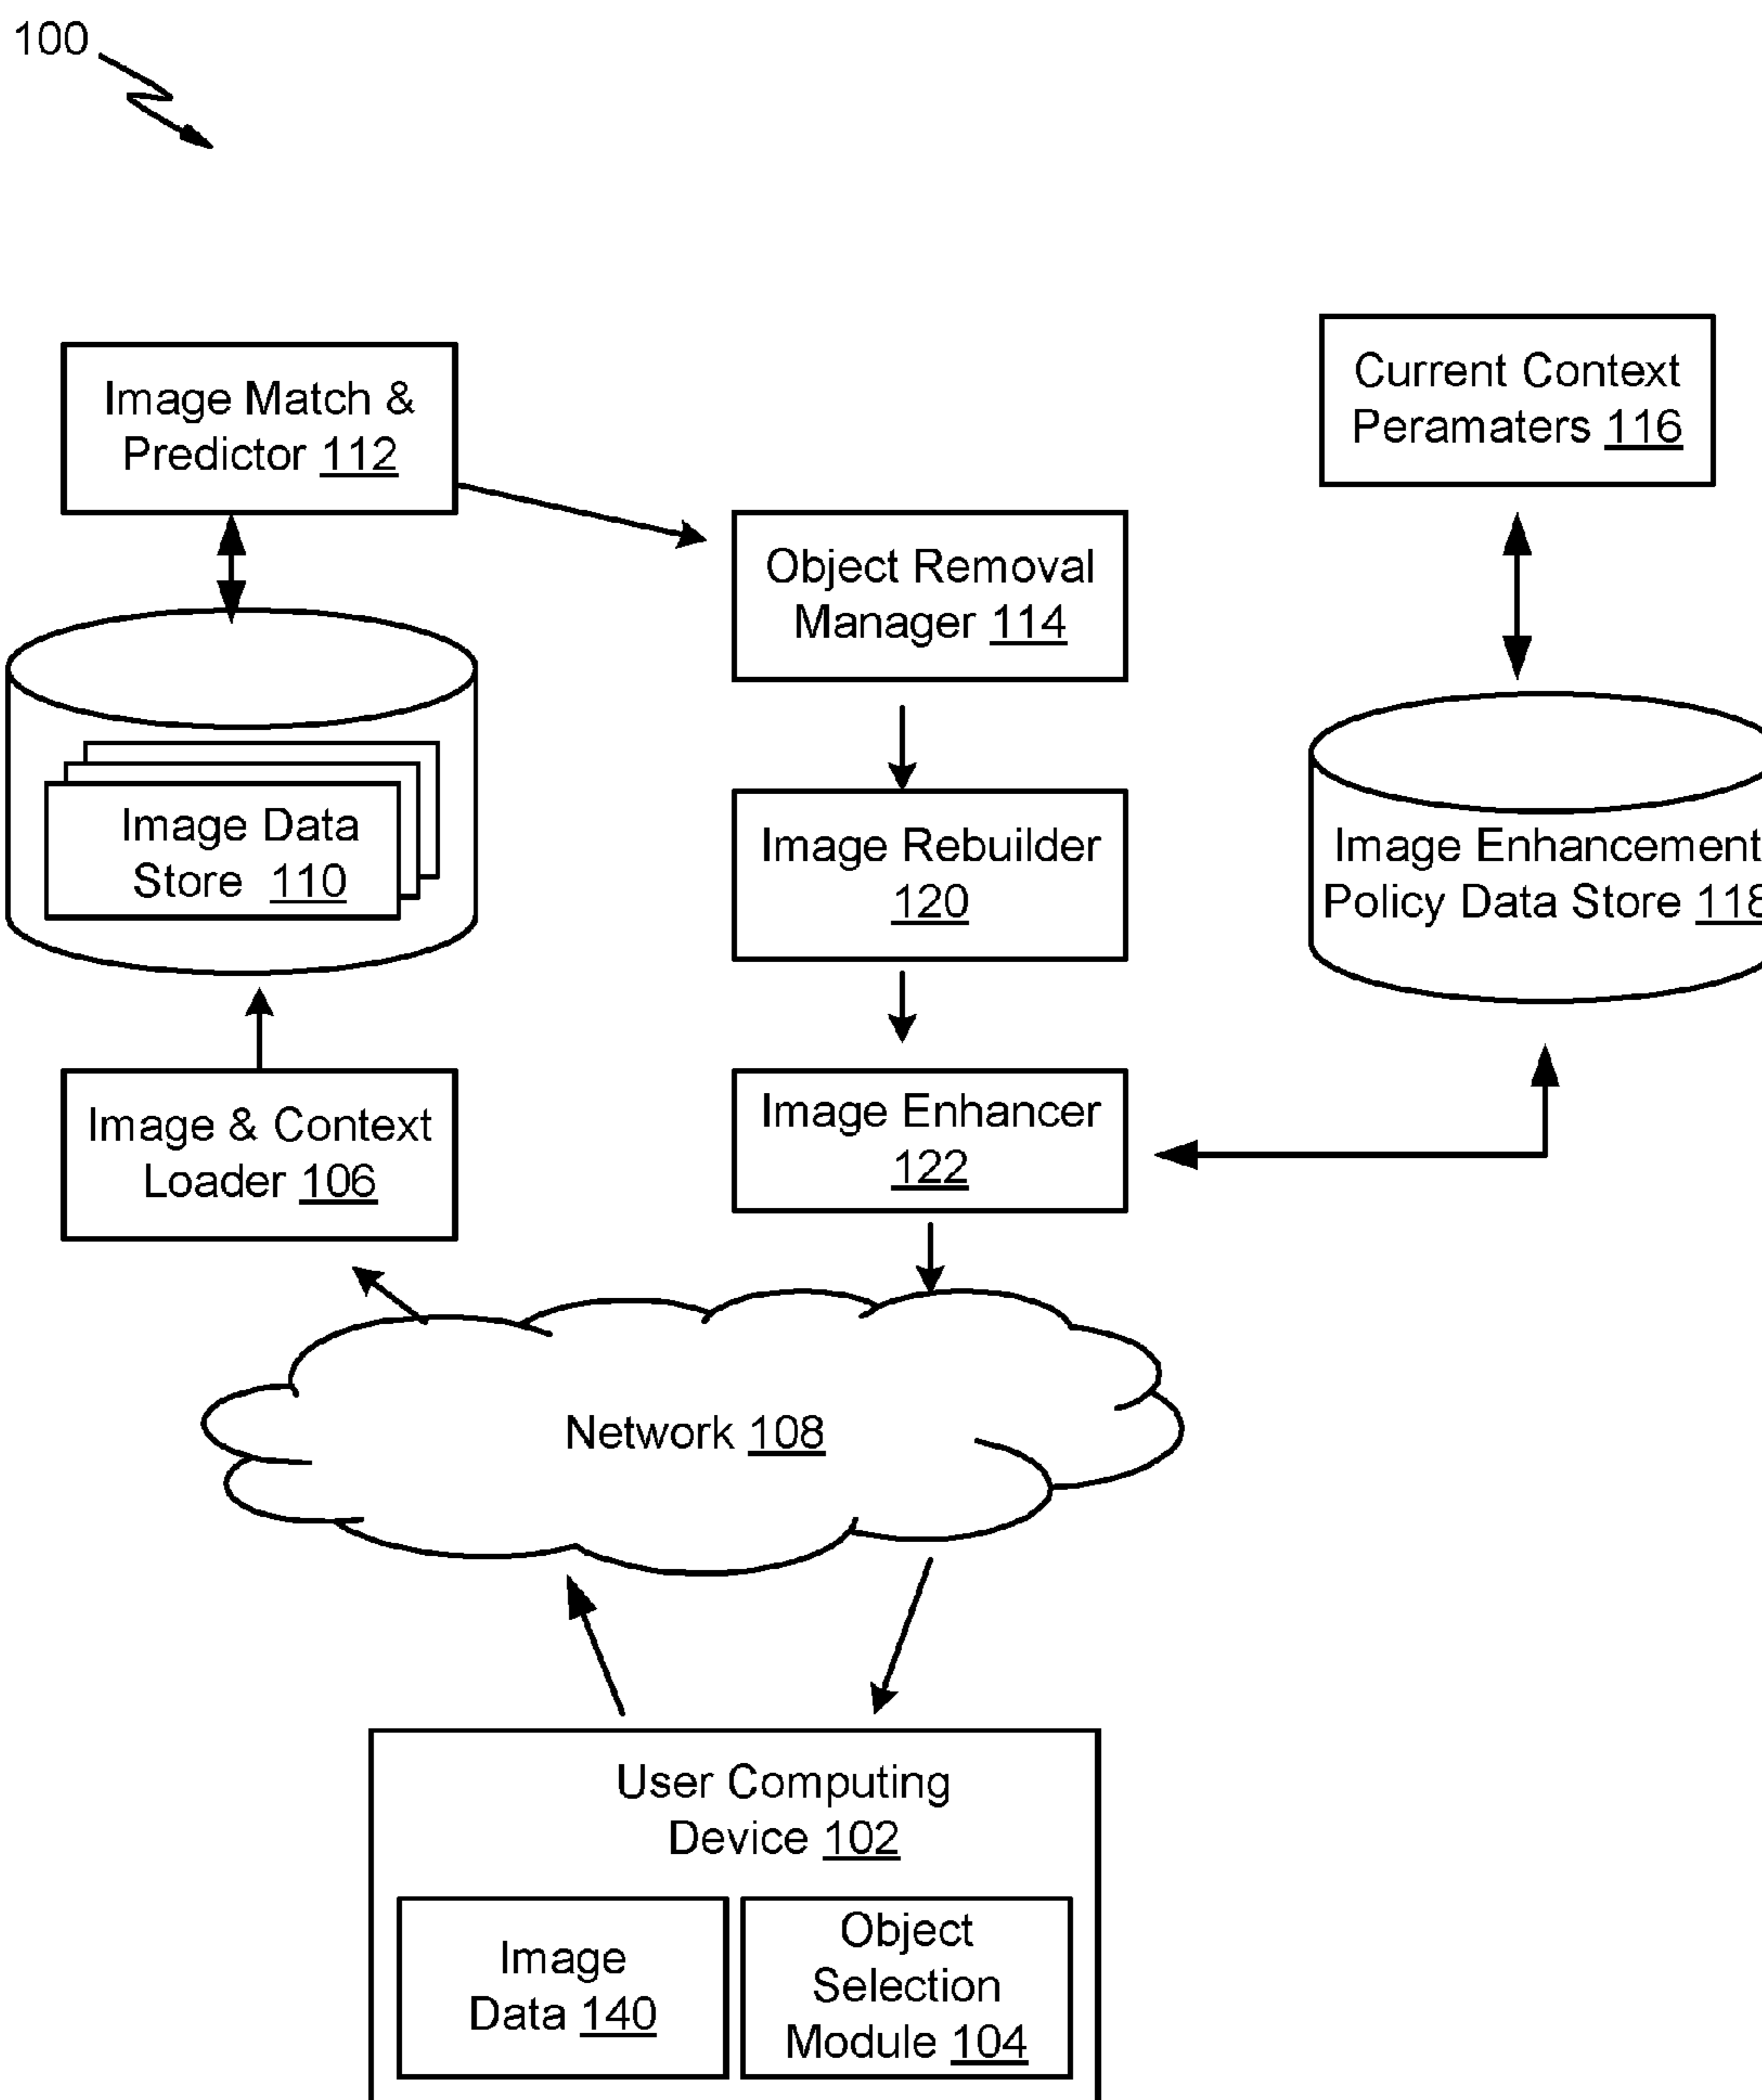 100
Image Match &
Predictor 112
Current Context
Peramaters 116
Object Removal
Manager 114
Image Data
Store 110
Image Rebuilder
120
Image Enhancement
Policy Data Store 118
Image & Context
Loader 106
Image Enhancer
122
Network 108
User Computing
Device 102
Image
Data 140
Object
Selection
Module 104